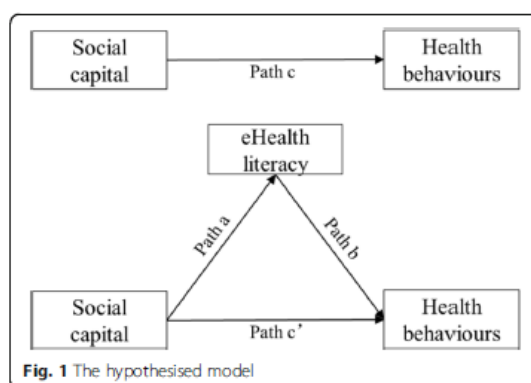 Social
capital
Path c
Health
behaviours
eHealth
literacy
Path a
Path b
Social
capital
Path c’
Health
behaviours
Fig. 1 The hypothesised model